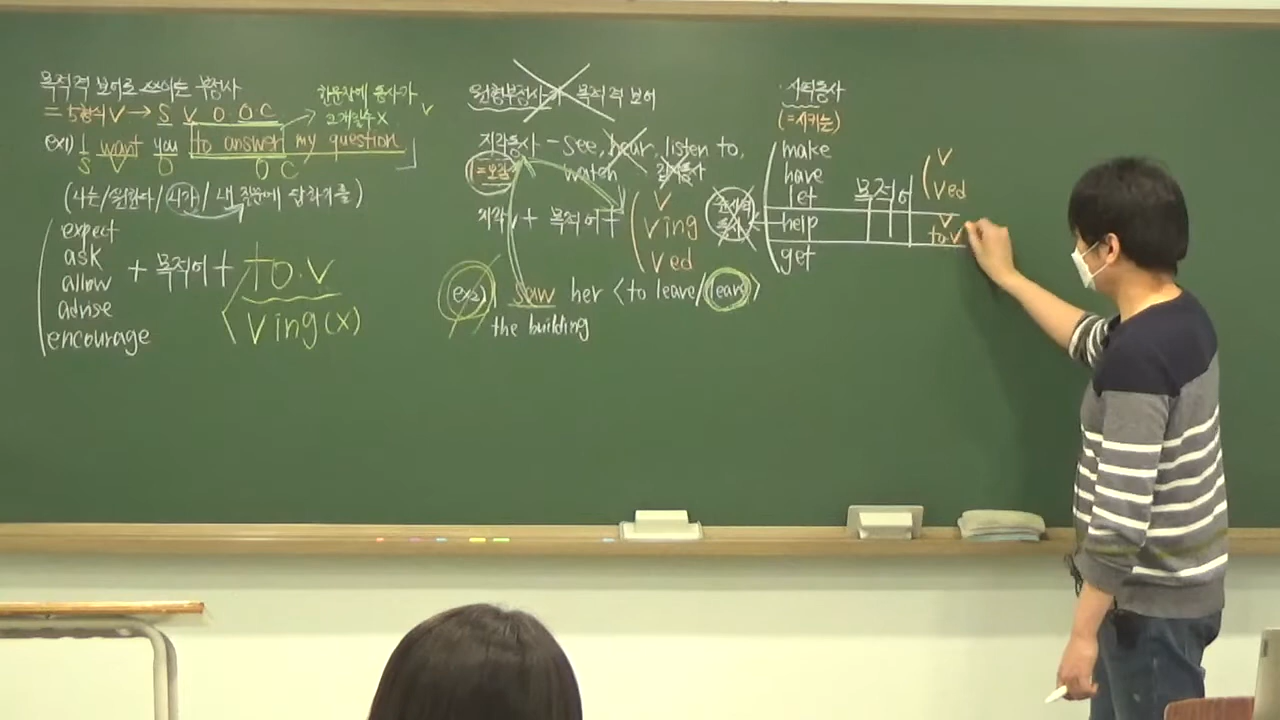 목적격 보어로 쓰이는 부정사
= 5형식 V → S V O O.C
한문장에 동사가
2개일수 X
V
ex1) I want you to answer my question
S V O O C
(나는/원한다/네가/내 질문에 답하기를)
expect
ask
allow
advise
encourage
+ 목적어 +
to.V
Ving(X)
원형부정사가 목적격 보어
지각동사 - see, hear, listen to,
watch
지각 + 목적어 +
V
Ving
Ved
ex2) I saw her <to leave/leave>
the building
사역동사
(=시키는)
make
have
let
help
get
목적어
V
Ved
V
to.V